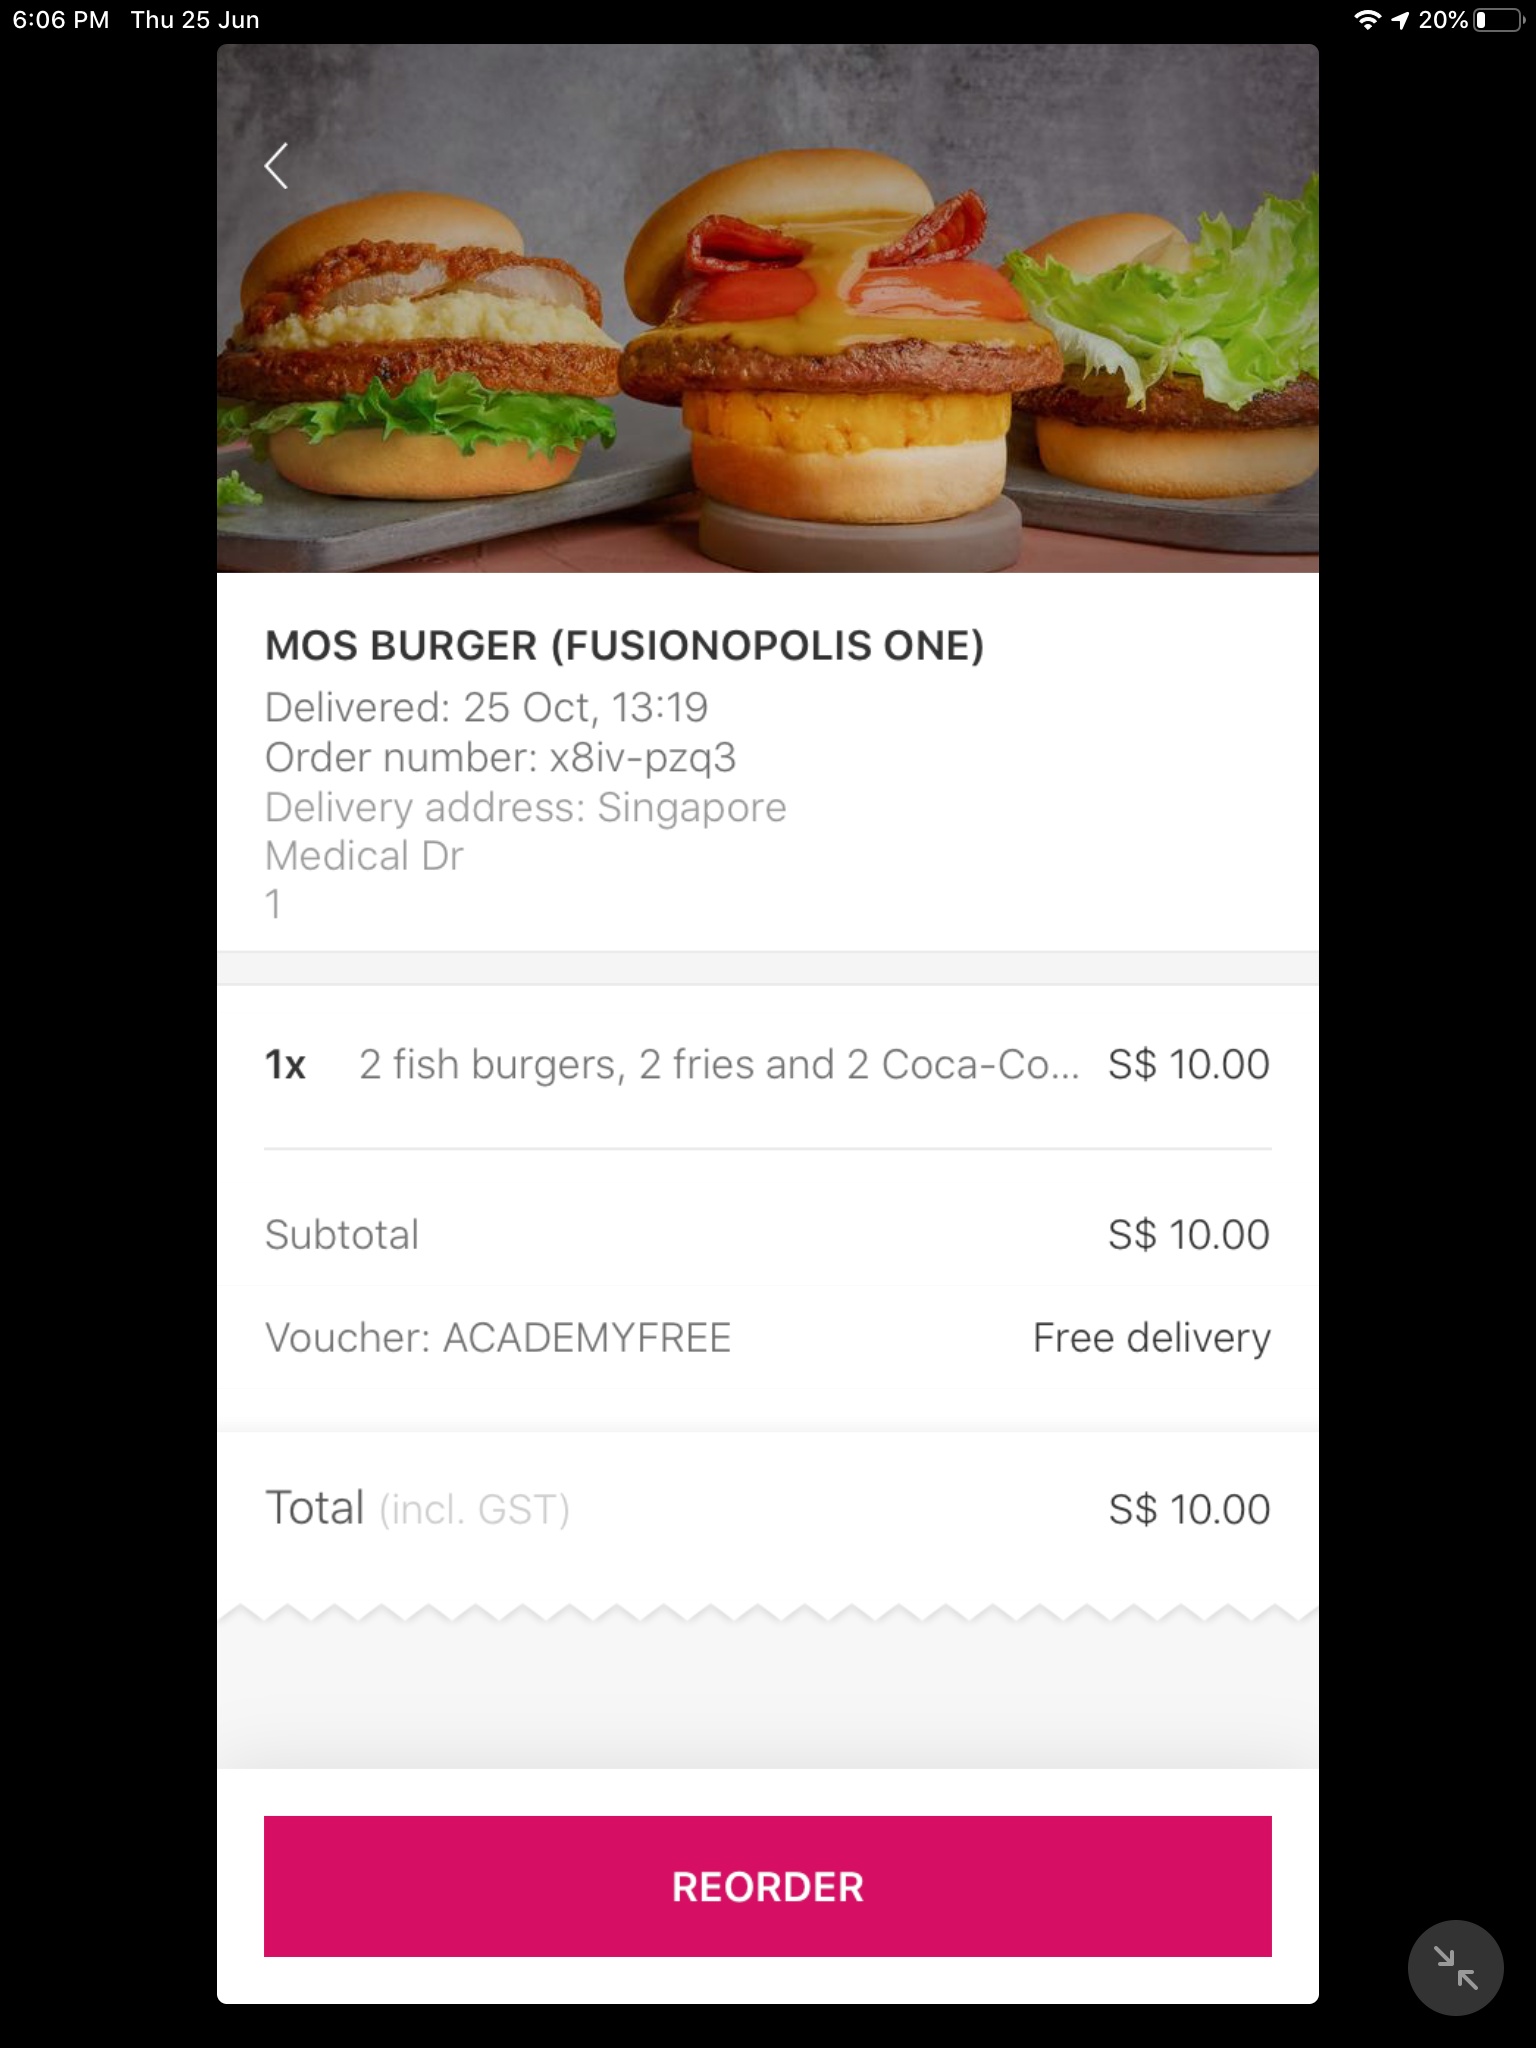 6:06 PM Thu 25 Jun
20%
MOS BURGER (FUSIONOPOLIS ONE)
Delivered: 25 Oct, 13:19
Order number: x8iv-pzq3
Delivery address: Singapore
Medical Dr
1
1x 2 fish burgers, 2 fries and 2 Coca-Co... S$ 10.00
Subtotal S$ 10.00
Voucher: ACADEMYFREE Free delivery
Total (incl. GST) S$ 10.00
REORDER